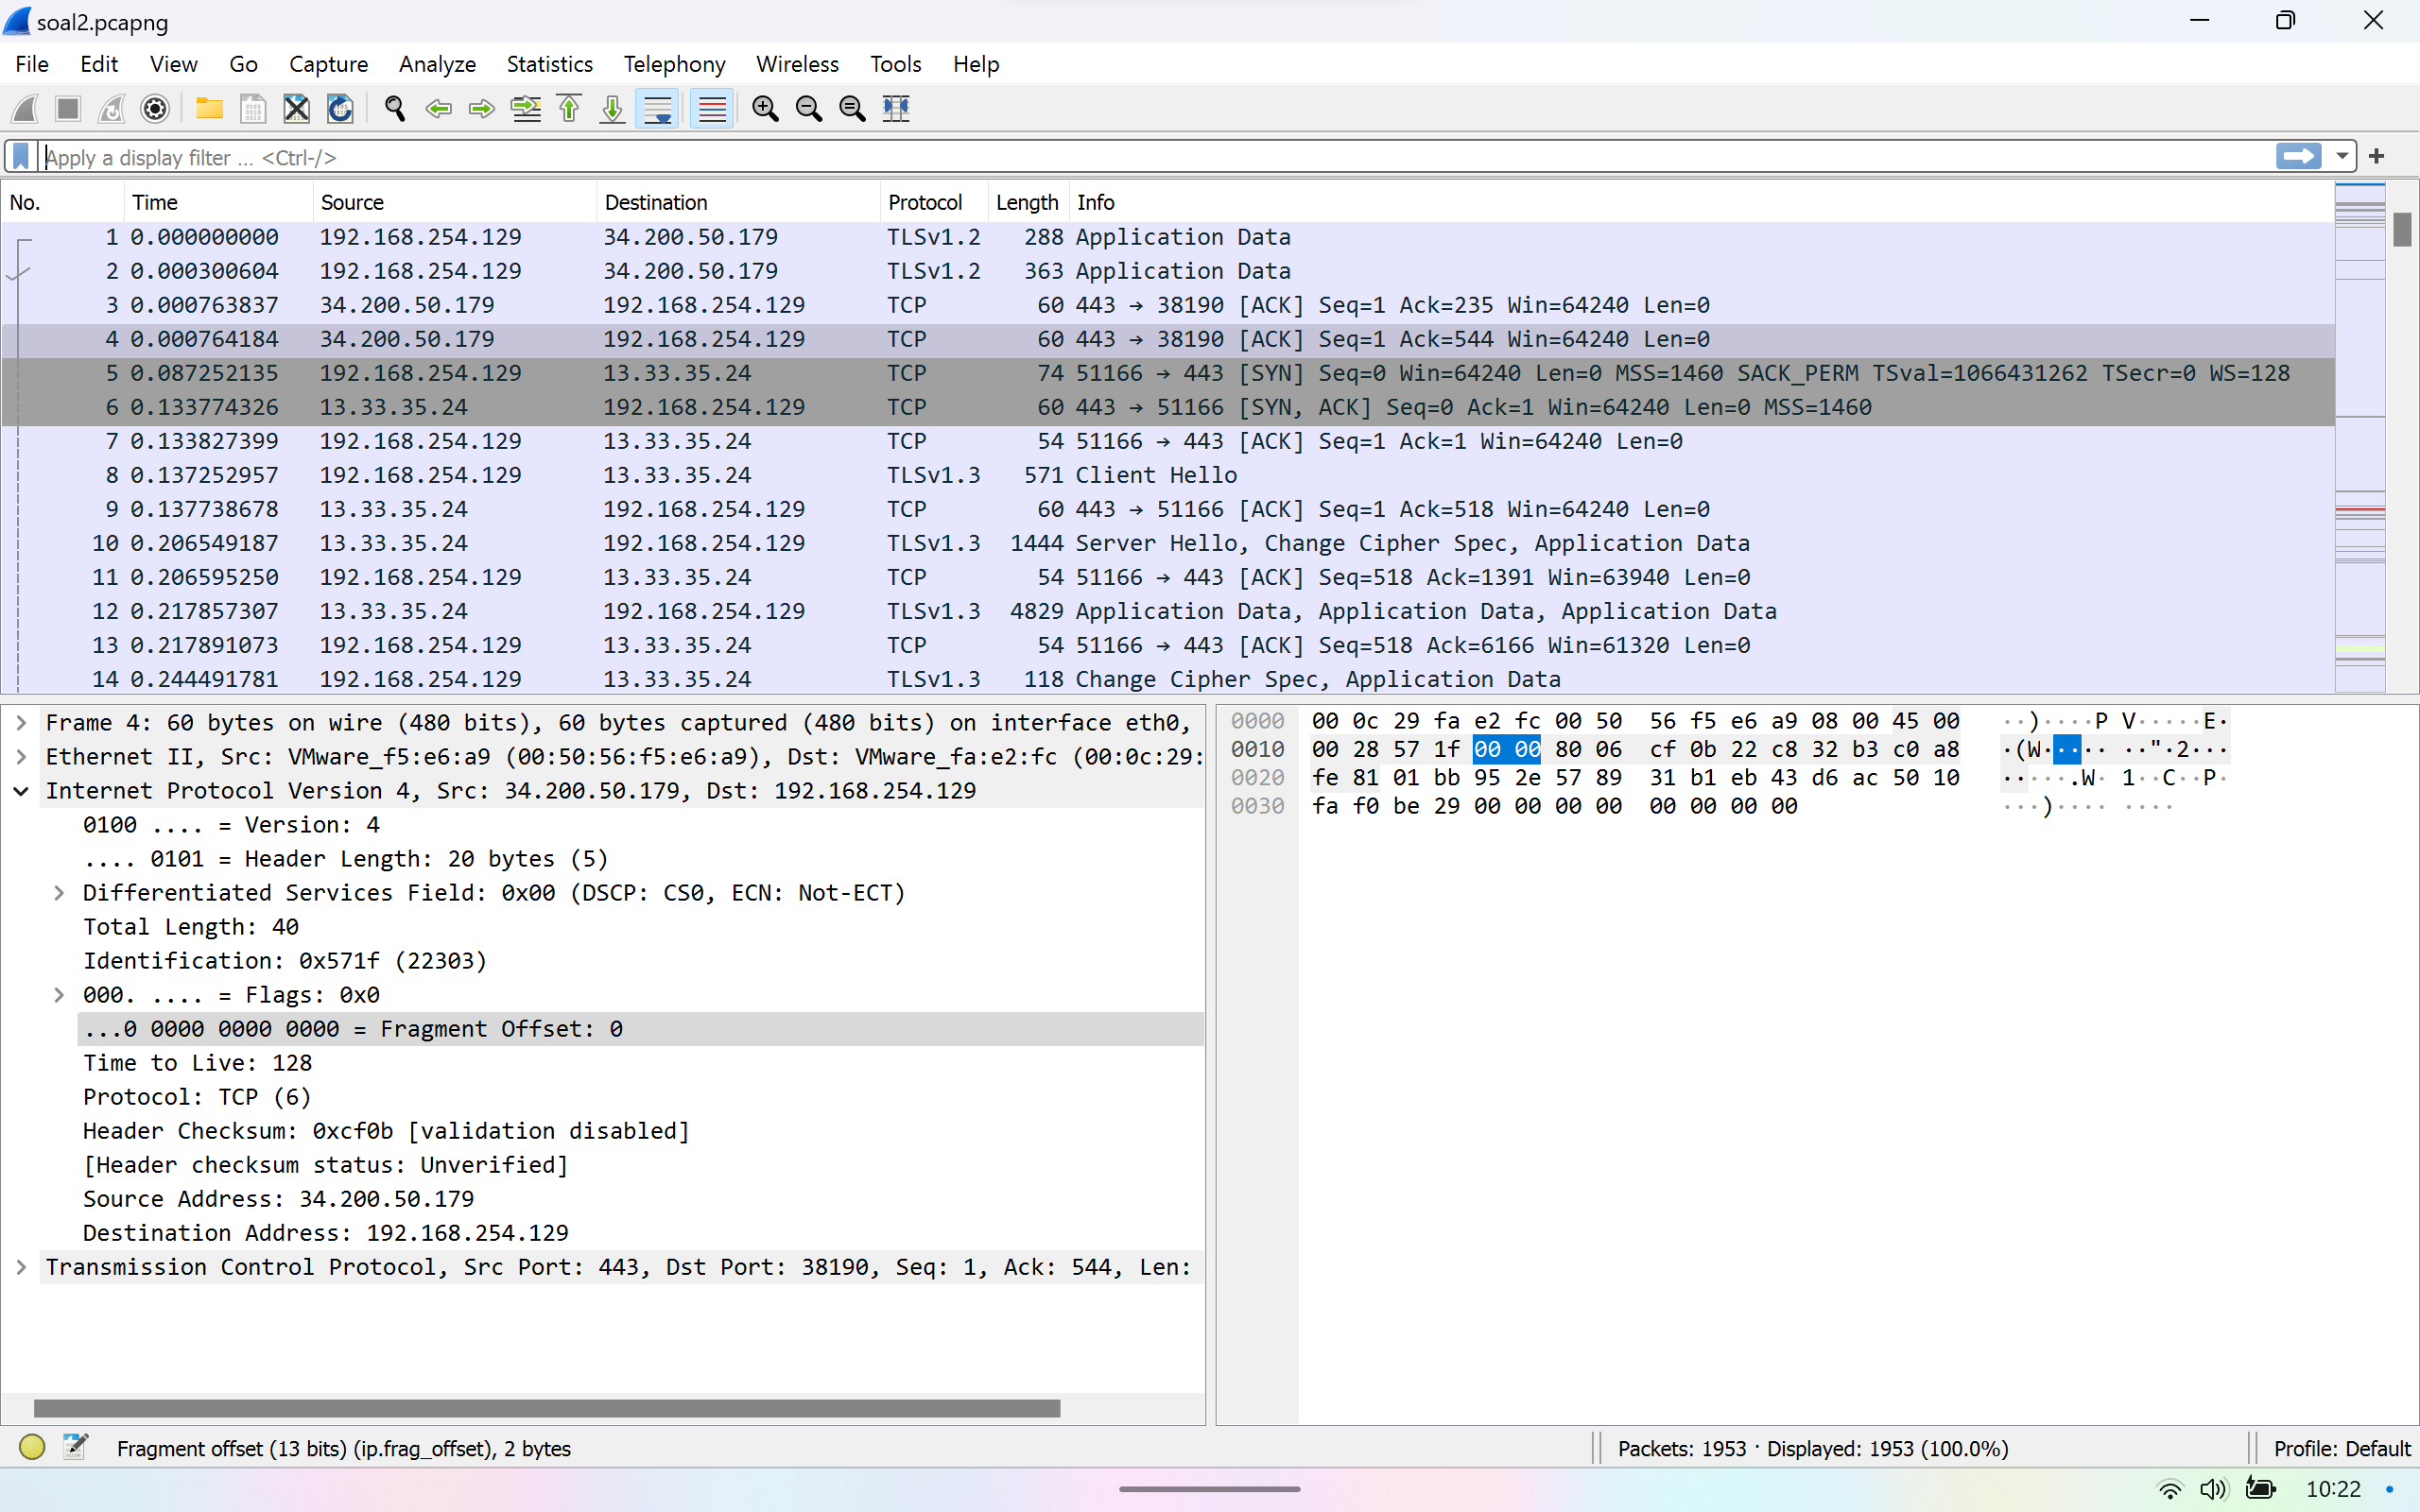 soal2.pcapng
File Edit View Go Capture Analyze Statistics Telephony Wireless Tools Help
Apply a display filter ... <Ctrl-/>
No. Time Source Destination Protocol Length Info
1 0.000000000 192.168.254.129 34.200.50.179 TLSv1.2 288 Application Data
2 0.000300604 192.168.254.129 34.200.50.179 TLSv1.2 363 Application Data
3 0.000763837 34.200.50.179 192.168.254.129 TCP 60 443 → 38190 [ACK] Seq=1 Ack=235 Win=64240 Len=0
4 0.000764184 34.200.50.179 192.168.254.129 TCP 60 443 → 38190 [ACK] Seq=1 Ack=544 Win=64240 Len=0
5 0.087252135 192.168.254.129 13.33.35.24 TCP 74 51166 → 443 [SYN] Seq=0 Win=64240 Len=0 MSS=1460 SACK_PERM TSval=1066431262 TSecr=0 WS=128
6 0.133774326 13.33.35.24 192.168.254.129 TCP 60 443 → 51166 [SYN, ACK] Seq=0 Ack=1 Win=64240 Len=0 MSS=1460
7 0.133827399 192.168.254.129 13.33.35.24 TCP 54 51166 → 443 [ACK] Seq=1 Ack=1 Win=64240 Len=0
8 0.137252957 192.168.254.129 13.33.35.24 TLSv1.3 571 Client Hello
9 0.137738678 13.33.35.24 192.168.254.129 TCP 60 443 → 51166 [ACK] Seq=1 Ack=518 Win=64240 Len=0
10 0.206549187 13.33.35.24 192.168.254.129 TLSv1.3 1444 Server Hello, Change Cipher Spec, Application Data
11 0.206595250 192.168.254.129 13.33.35.24 TCP 54 51166 → 443 [ACK] Seq=518 Ack=1391 Win=63940 Len=0
12 0.217857307 13.33.35.24 192.168.254.129 TLSv1.3 4829 Application Data, Application Data, Application Data
13 0.217891073 192.168.254.129 13.33.35.24 TCP 54 51166 → 443 [ACK] Seq=518 Ack=6166 Win=61320 Len=0
14 0.244491781 192.168.254.129 13.33.35.24 TLSv1.3 118 Change Cipher Spec, Application Data
Frame 4: 60 bytes on wire (480 bits), 60 bytes captured (480 bits) on interface eth0,
Ethernet II, Src: VMware_f5:e6:a9 (00:50:56:f5:e6:a9), Dst: VMware_fa:e2:fc (00:0c:29:
Internet Protocol Version 4, Src: 34.200.50.179, Dst: 192.168.254.129
0100 .... = Version: 4
.... 0101 = Header Length: 20 bytes (5)
Differentiated Services Field: 0x00 (DSCP: CS0, ECN: Not-ECT)
Total Length: 40
Identification: 0x571f (22303)
000. .... = Flags: 0x0
...0 0000 0000 0000 = Fragment Offset: 0
Time to Live: 128
Protocol: TCP (6)
Header Checksum: 0xcf0b [validation disabled]
[Header checksum status: Unverified]
Source Address: 34.200.50.179
Destination Address: 192.168.254.129
Transmission Control Protocol, Src Port: 443, Dst Port: 38190, Seq: 1, Ack: 544, Len:
0000 00 0c 29 fa e2 fc 00 50 56 f5 e6 a9 08 00 45 00 ··)····P V·····E·
0010 00 28 57 1f 00 00 80 06 cf 0b 22 c8 32 b3 c0 a8 ·(W····· ··"·2···
0020 fe 81 01 bb 95 2e 57 89 31 b1 eb 43 d6 ac 50 10 ·····.W· 1··C··P·
0030 fa f0 be 29 00 00 00 00 00 00 00 00 ···)···· ····
Fragment offset (13 bits) (ip.frag_offset), 2 bytes
Packets: 1953 · Displayed: 1953 (100.0%)
Profile: Default
10:22